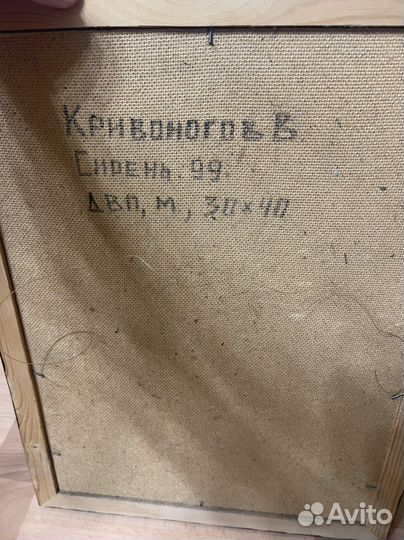 Кривоногов В
Сирень. 99.
ДВП, М, 30×40
Avito